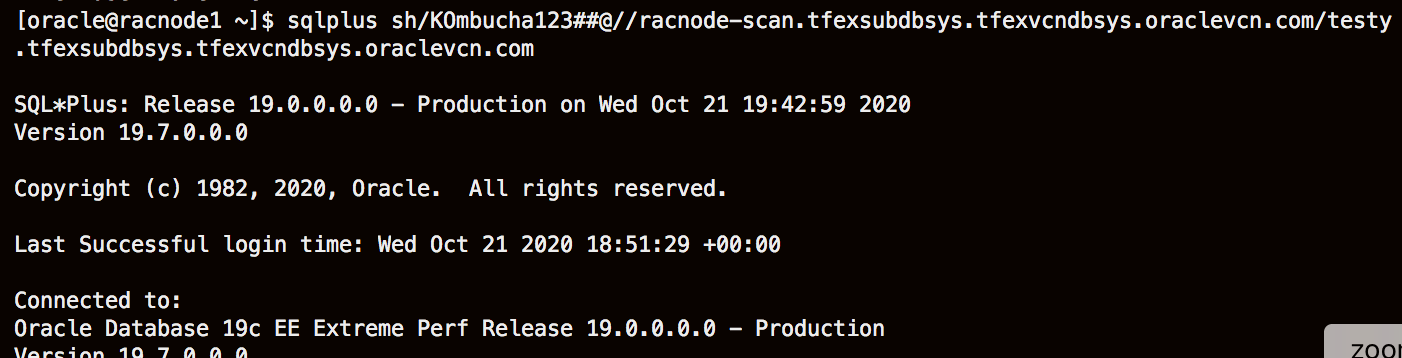 [oracle@racnode1 ~]$ sqlplus sh/KOmbucha123##@//racnode-scan.tfexsubdbsys.tfexvcndbsys.oraclevcn.com/testy
.tfexsubdbsys.tfexvcndbsys.oraclevcn.com
SQL*Plus: Release 19.0.0.0.0 - Production on Wed Oct 21 19:42:59 2020
Version 19.7.0.0.0
Copyright (c) 1982, 2020, Oracle.  All rights reserved.
Last Successful login time: Wed Oct 21 2020 18:51:29 +00:00
Connected to:
Oracle Database 19c EE Extreme Perf Release 19.0.0.0.0 - Production
Version 19.7.0.0.0